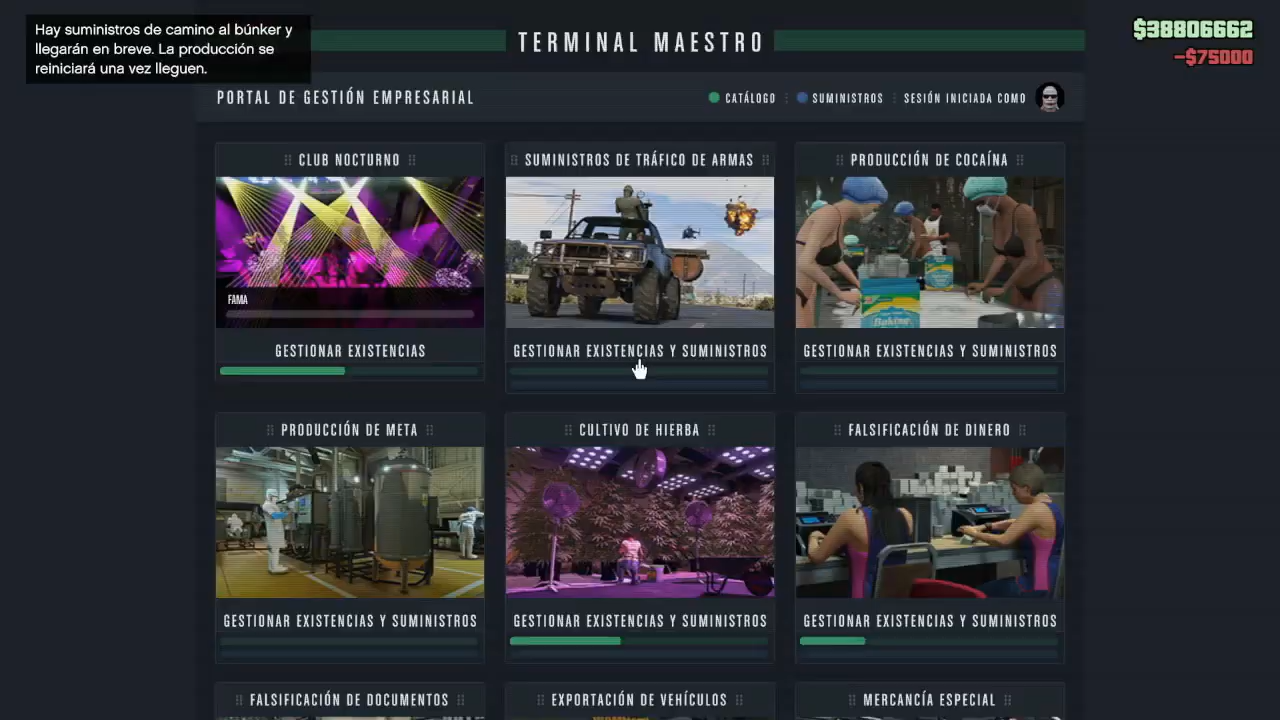 Hay suministros de camino al búnker y
llegarán en breve. La producción se
reiniciará una vez lleguen.
TERMINAL MAESTRO
$38806662
-$75000
PORTAL DE GESTIÓN EMPRESARIAL
CATÁLOGO
SUMINISTROS
SESIÓN INICIADA COMO
CLUB NOCTURNO
SUMINISTROS DE TRÁFICO DE ARMAS
PRODUCCIÓN DE COCAÍNA
FAMA
Baking
GESTIONAR EXISTENCIAS
GESTIONAR EXISTENCIAS Y SUMINISTROS
GESTIONAR EXISTENCIAS Y SUMINISTROS
PRODUCCIÓN DE META
CULTIVO DE HIERBA
FALSIFICACIÓN DE DINERO
GESTIONAR EXISTENCIAS Y SUMINISTROS
GESTIONAR EXISTENCIAS Y SUMINISTROS
GESTIONAR EXISTENCIAS Y SUMINISTROS
FALSIFICACIÓN DE DOCUMENTOS
EXPORTACIÓN DE VEHÍCULOS
MERCANCÍA ESPECIAL